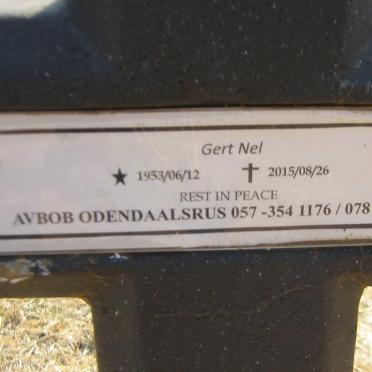 Gert Nel
★ 1953/06/12 ✝ 2015/08/26
REST IN PEACE
AVBOB ODENDAALSRUS 057 -354 1176 / 078